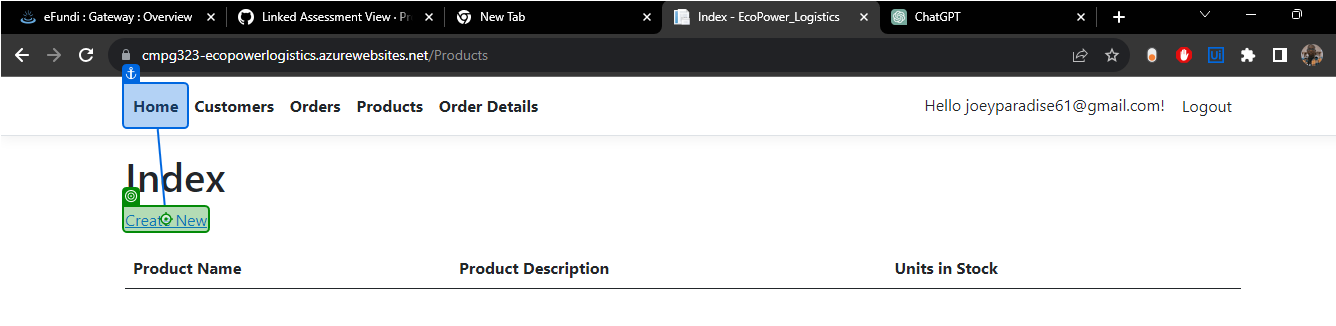 eFundi : Gateway : Overview
Linked Assessment View · Pr
New Tab
Index - EcoPower_Logistics
ChatGPT
cmpg323-ecopowerlogistics.azurewebsites.net/Products
Ui
Home Customers Orders Products Order Details Hello joeyparadise61@gmail.com! Logout
Index
Create New
Product Name Product Description Units in Stock